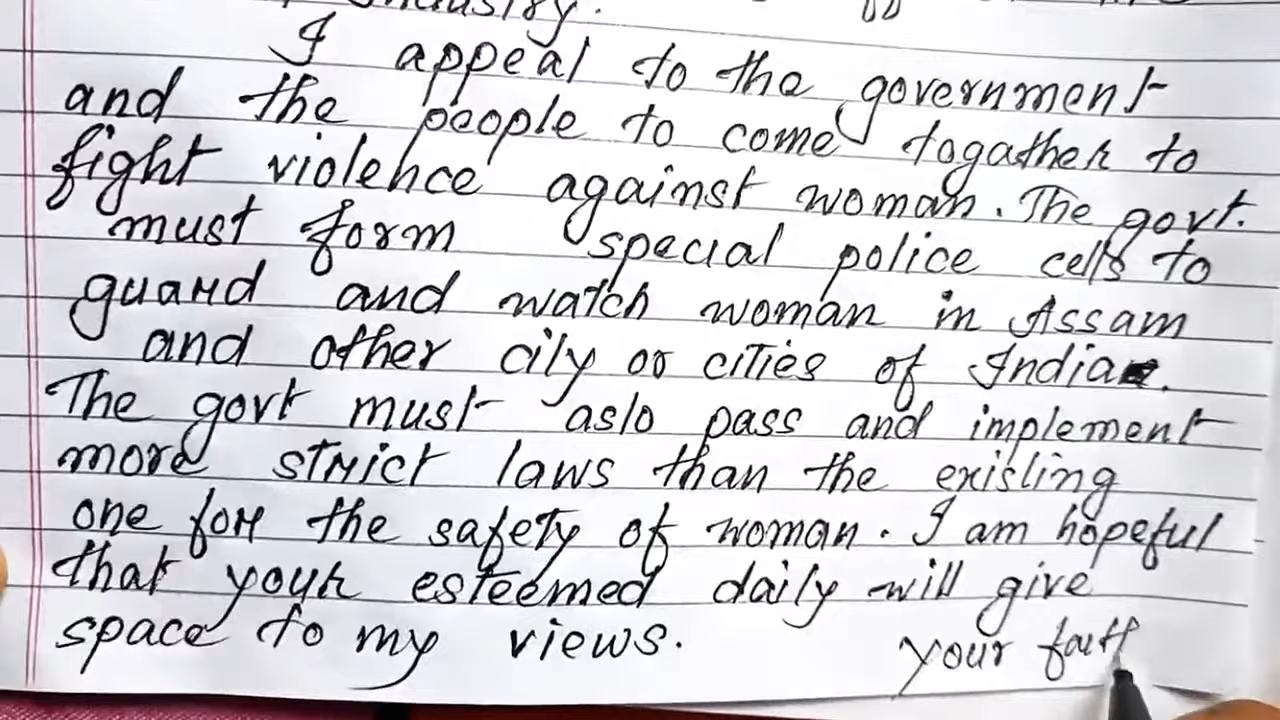 Industry.
I appeal to the government
and the people to come togather to
fight violence against woman. The govt.
must form special police cells to
guard and watch woman in Assam
and other city or cities of India.
The govt must aslo pass and implement
more strict laws than the existing
one for the safety of woman. I am hopeful
that your esteemed daily will give
space to my views.
Your faith